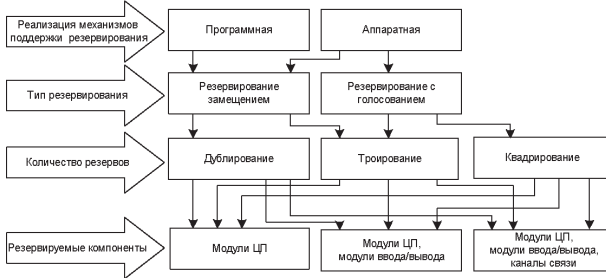 Реализация механизмов
поддержки резервирования
Программная
Аппаратная
Тип резервирования
Резервирование
замещением
Резервирование с
голосованием
Количество резервов
Дублирование
Троирование
Квадрирование
Резервируемые компоненты
Модули ЦП
Модули ЦП,
модули ввода/вывода
Модули ЦП,
модули ввода/вывода,
каналы связи